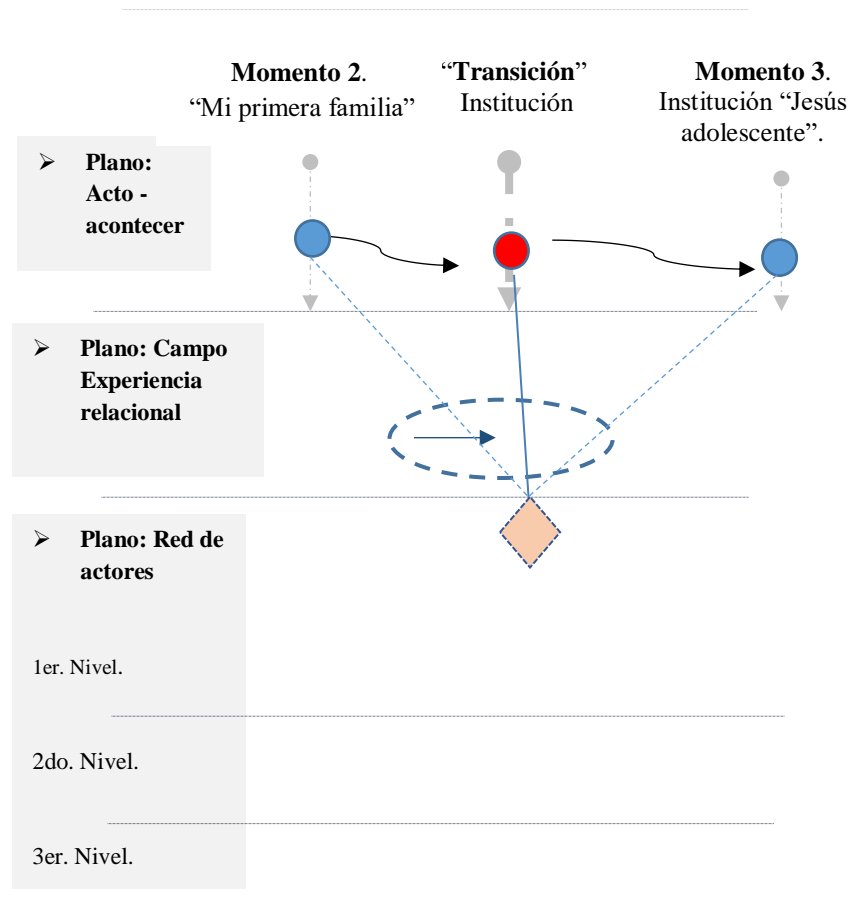 Momento 2.
“Mi primera familia”
“Transición”
Institución
Momento 3.
Institución “Jesús
adolescente”.
➢ Plano:
Acto -
acontecer
➢ Plano: Campo
Experiencia
relacional
➢ Plano: Red de
actores
1er. Nivel.
2do. Nivel.
3er. Nivel.